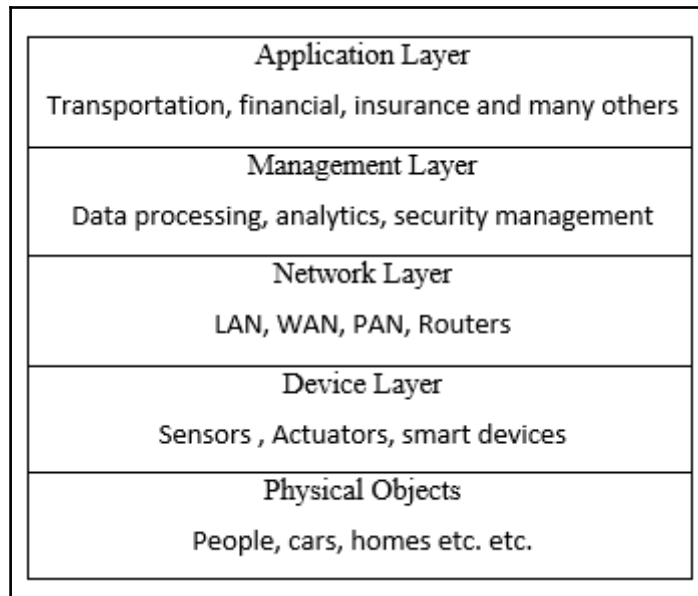 Application Layer
Transportation, financial, insurance and many others
Management Layer
Data processing, analytics, security management
Network Layer
LAN, WAN, PAN, Routers
Device Layer
Sensors , Actuators, smart devices
Physical Objects
People, cars, homes etc. etc.